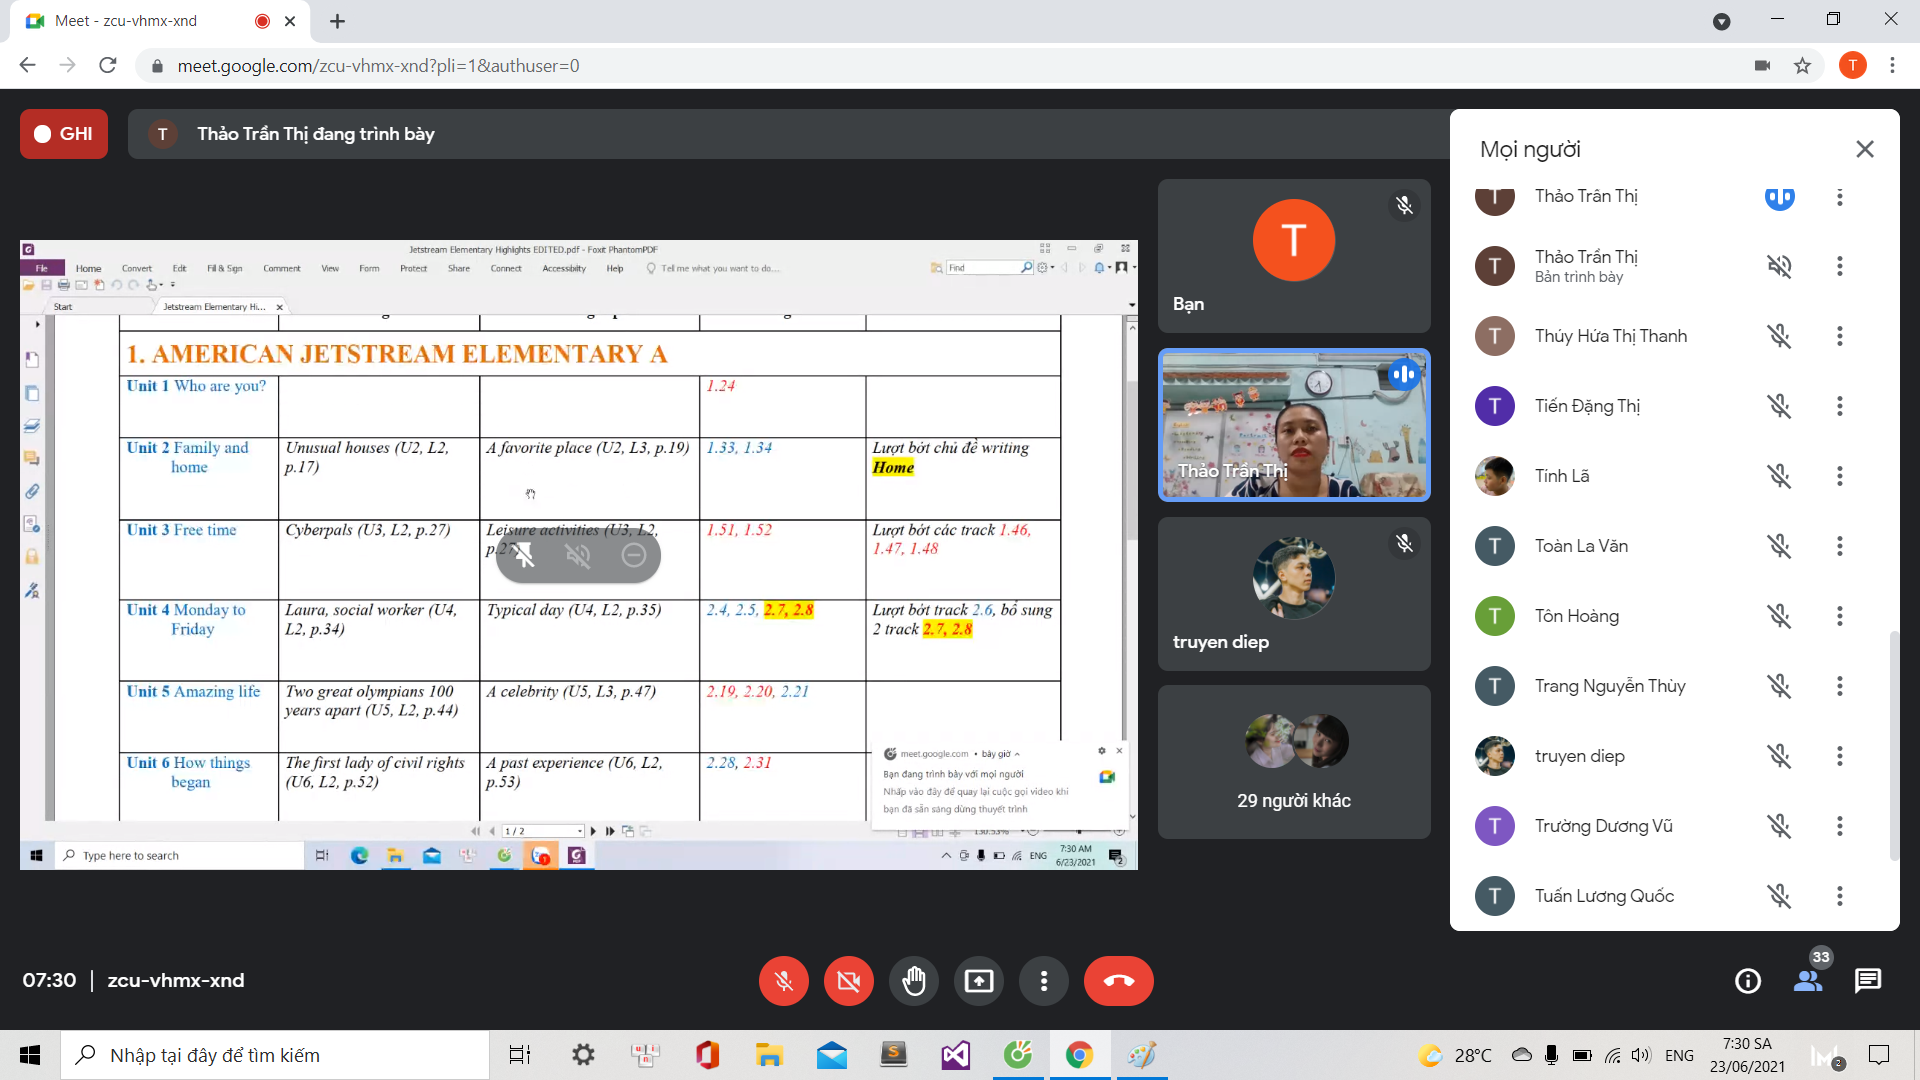 Meet - zcu-vhmx-xnd
meet.google.com/zcu-vhmx-xnd?pli=1&authuser=0
T
GHI
T
Thảo Trần Thị đang trình bày
Jetstream Elementary Highlights EDITED.pdf - Foxit PhantomPDF
File Home Convert Edit Fill & Sign Comment View Form Protect Share Connect Accessibility Help Tell me what you want to do... Find
Start
Jetstream Elementary Hi...
1. AMERICAN JETSTREAM ELEMENTARY A
Unit 1 Who are you?
1.24
Unit 2 Family and home
Unusual houses (U2, L2, p.17)
A favorite place (U2, L3, p.19)
1.33, 1.34
Lượt bớt chủ đề writing Home
Unit 3 Free time
Cyberpals (U3, L2, p.27)
Leisure activities (U3, L2, p.27
1.51, 1.52
Lượt bớt các track 1.46, 1.47, 1.48
Unit 4 Monday to Friday
Laura, social worker (U4, L2, p.34)
Typical day (U4, L2, p.35)
2.4, 2.5, 2.7, 2.8
Lượt bớt track 2.6, bổ sung 2 track 2.7, 2.8
Unit 5 Amazing life
Two great olympians 100 years apart (U5, L2, p.44)
A celebrity (U5, L3, p.47)
2.19, 2.20, 2.21
Unit 6 How things began
The first lady of civil rights (U6, L2, p.52)
A past experience (U6, L2, p.53)
2.28, 2.31
meet.google.com • bây giờ
Bạn đang trình bày với mọi người
Nhấp vào đây để quay lại cuộc gọi video khi
bạn đã sẵn sàng dừng thuyết trình
1 / 2
130.53%
Type here to search
ENG
7:30 AM
6/23/2021
2
T
Bạn
Thảo Trần Thị
truyen diep
29 người khác
Mọi người
T Thảo Trần Thị
T Thảo Trần Thị
Bản trình bày
T Thúy Hứa Thị Thanh
T Tiến Đặng Thị
Tính Lã
T Toàn La Văn
T Tôn Hoàng
T Trang Nguyễn Thùy
truyen diep
T Trường Dương Vũ
T Tuấn Lương Quốc
07:30 | zcu-vhmx-xnd
33
Nhập tại đây để tìm kiếm
28°C
ENG
7:30 SA
23/06/2021
2